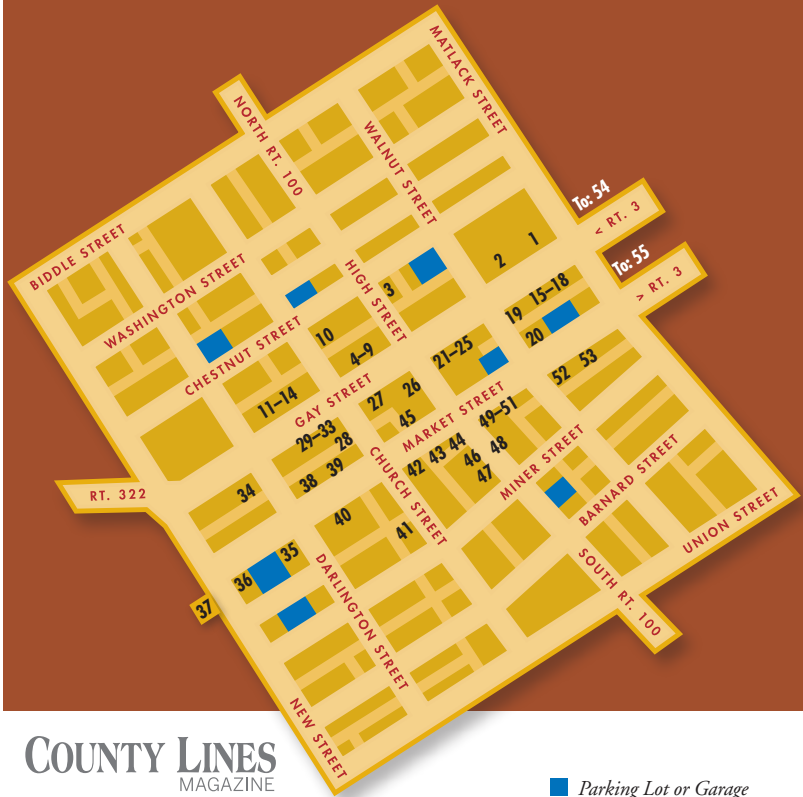 MATLACK STREET
NORTH RT. 100
WALNUT STREET
To: 54
< RT. 3
To: 55
> RT. 3
BIDDLE STREET
WASHINGTON STREET
HIGH STREET
1
2
3
CHESTNUT STREET
10
4–9
15–18
19
20
21–25
GAY STREET
11–14
27
26
45
MARKET STREET
52
53
29–33
28
38
39
CHURCH STREET
42
43
44
49–51
46
48
47
MINER STREET
BARNARD STREET
UNION STREET
RT. 322
34
40
41
35
36
37
DARLINGTON STREET
SOUTH RT. 100
NEW STREET
COUNTY LINES
MAGAZINE
Parking Lot or Garage